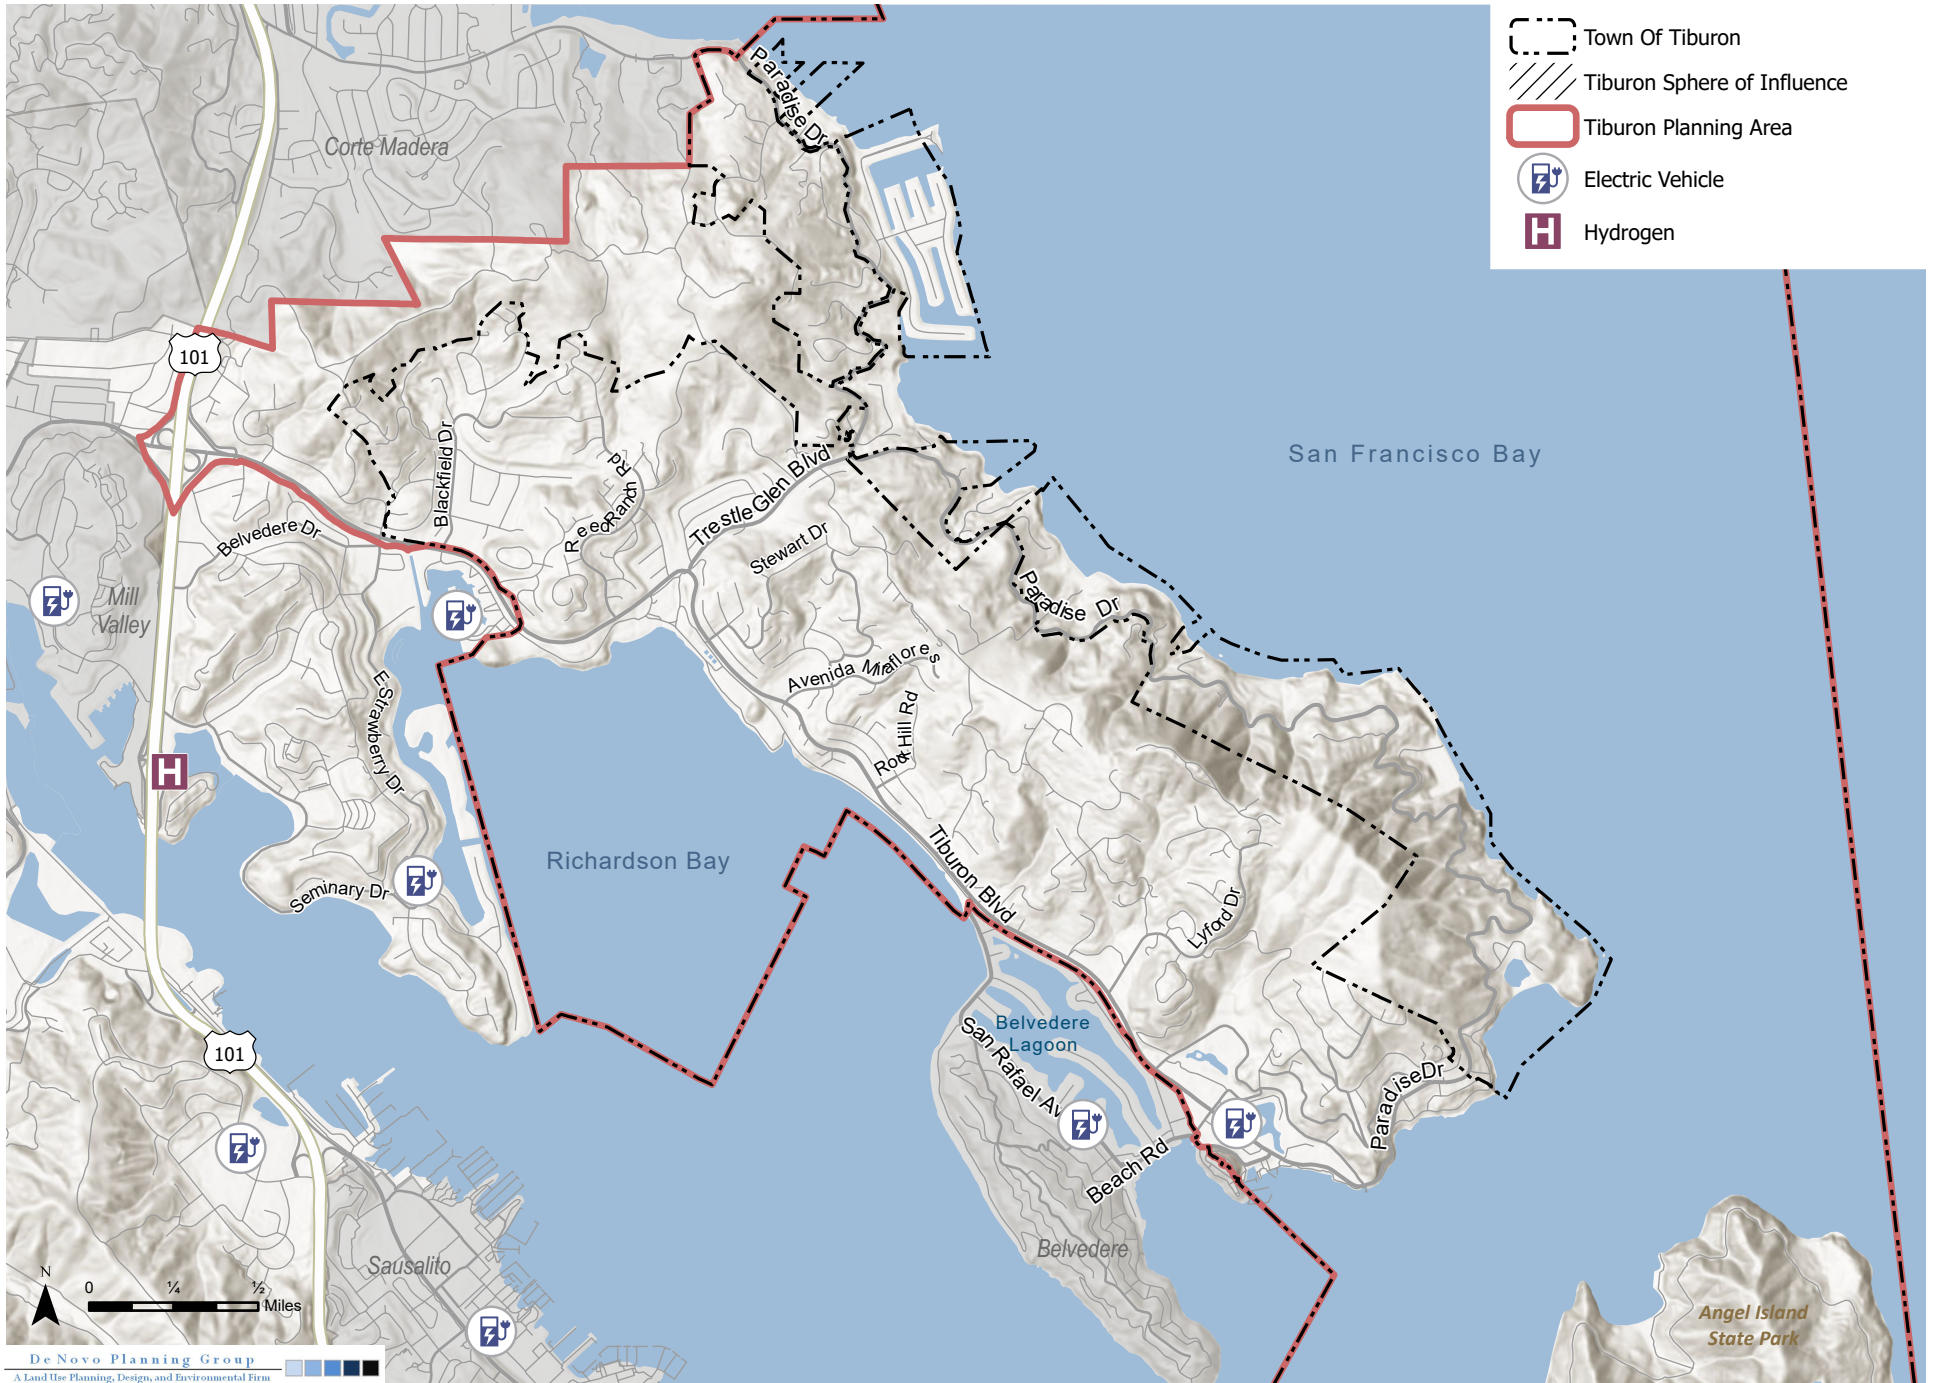 Town Of Tiburon
Tiburon Sphere of Influence
Tiburon Planning Area
Electric Vehicle
H Hydrogen
Paradise Dr
Corte Madera
101
San Francisco Bay
Blackfield Dr
Reed Ranch Rd
Trestle Glen Blvd
Stewart Dr
Belvedere Dr
Mill
Valley
Paradise Dr
Avenida Miraflores
Rock Hill Rd
E Strawberry Dr
H
Richardson Bay
Tiburon Blvd
Seminary Dr
Lyford Dr
Belvedere
Lagoon
San Rafael Av
101
Paradise Dr
Beach Rd
Belvedere
Sausalito
Angel Island
State Park
N
0 ¼ ½
Miles
De Novo Planning Group
A Land Use Planning, Design, and Environmental Firm